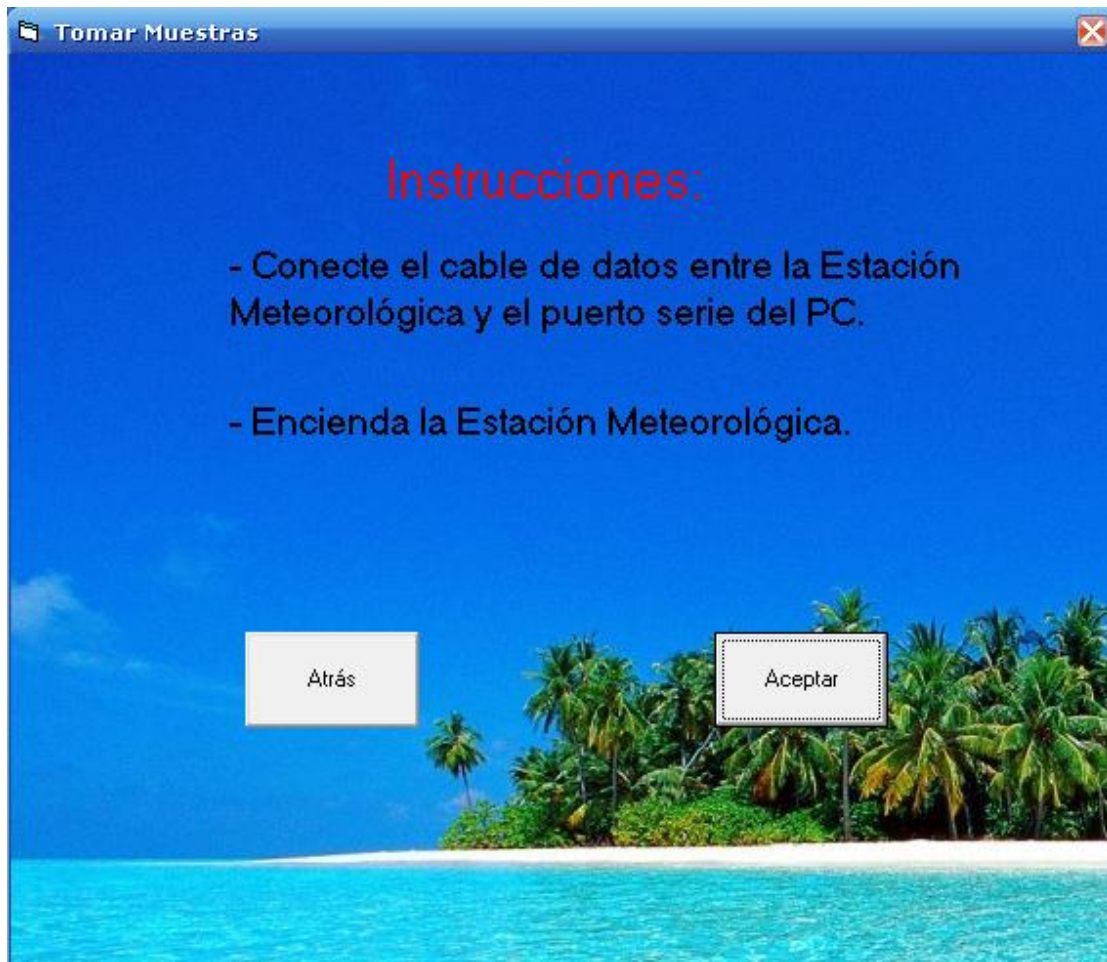 Tomar Muestras
Instrucciones:
- Conecte el cable de datos entre la Estación
Meteorológica y el puerto serie del PC.
- Encienda la Estación Meteorológica.
Atrás
Aceptar